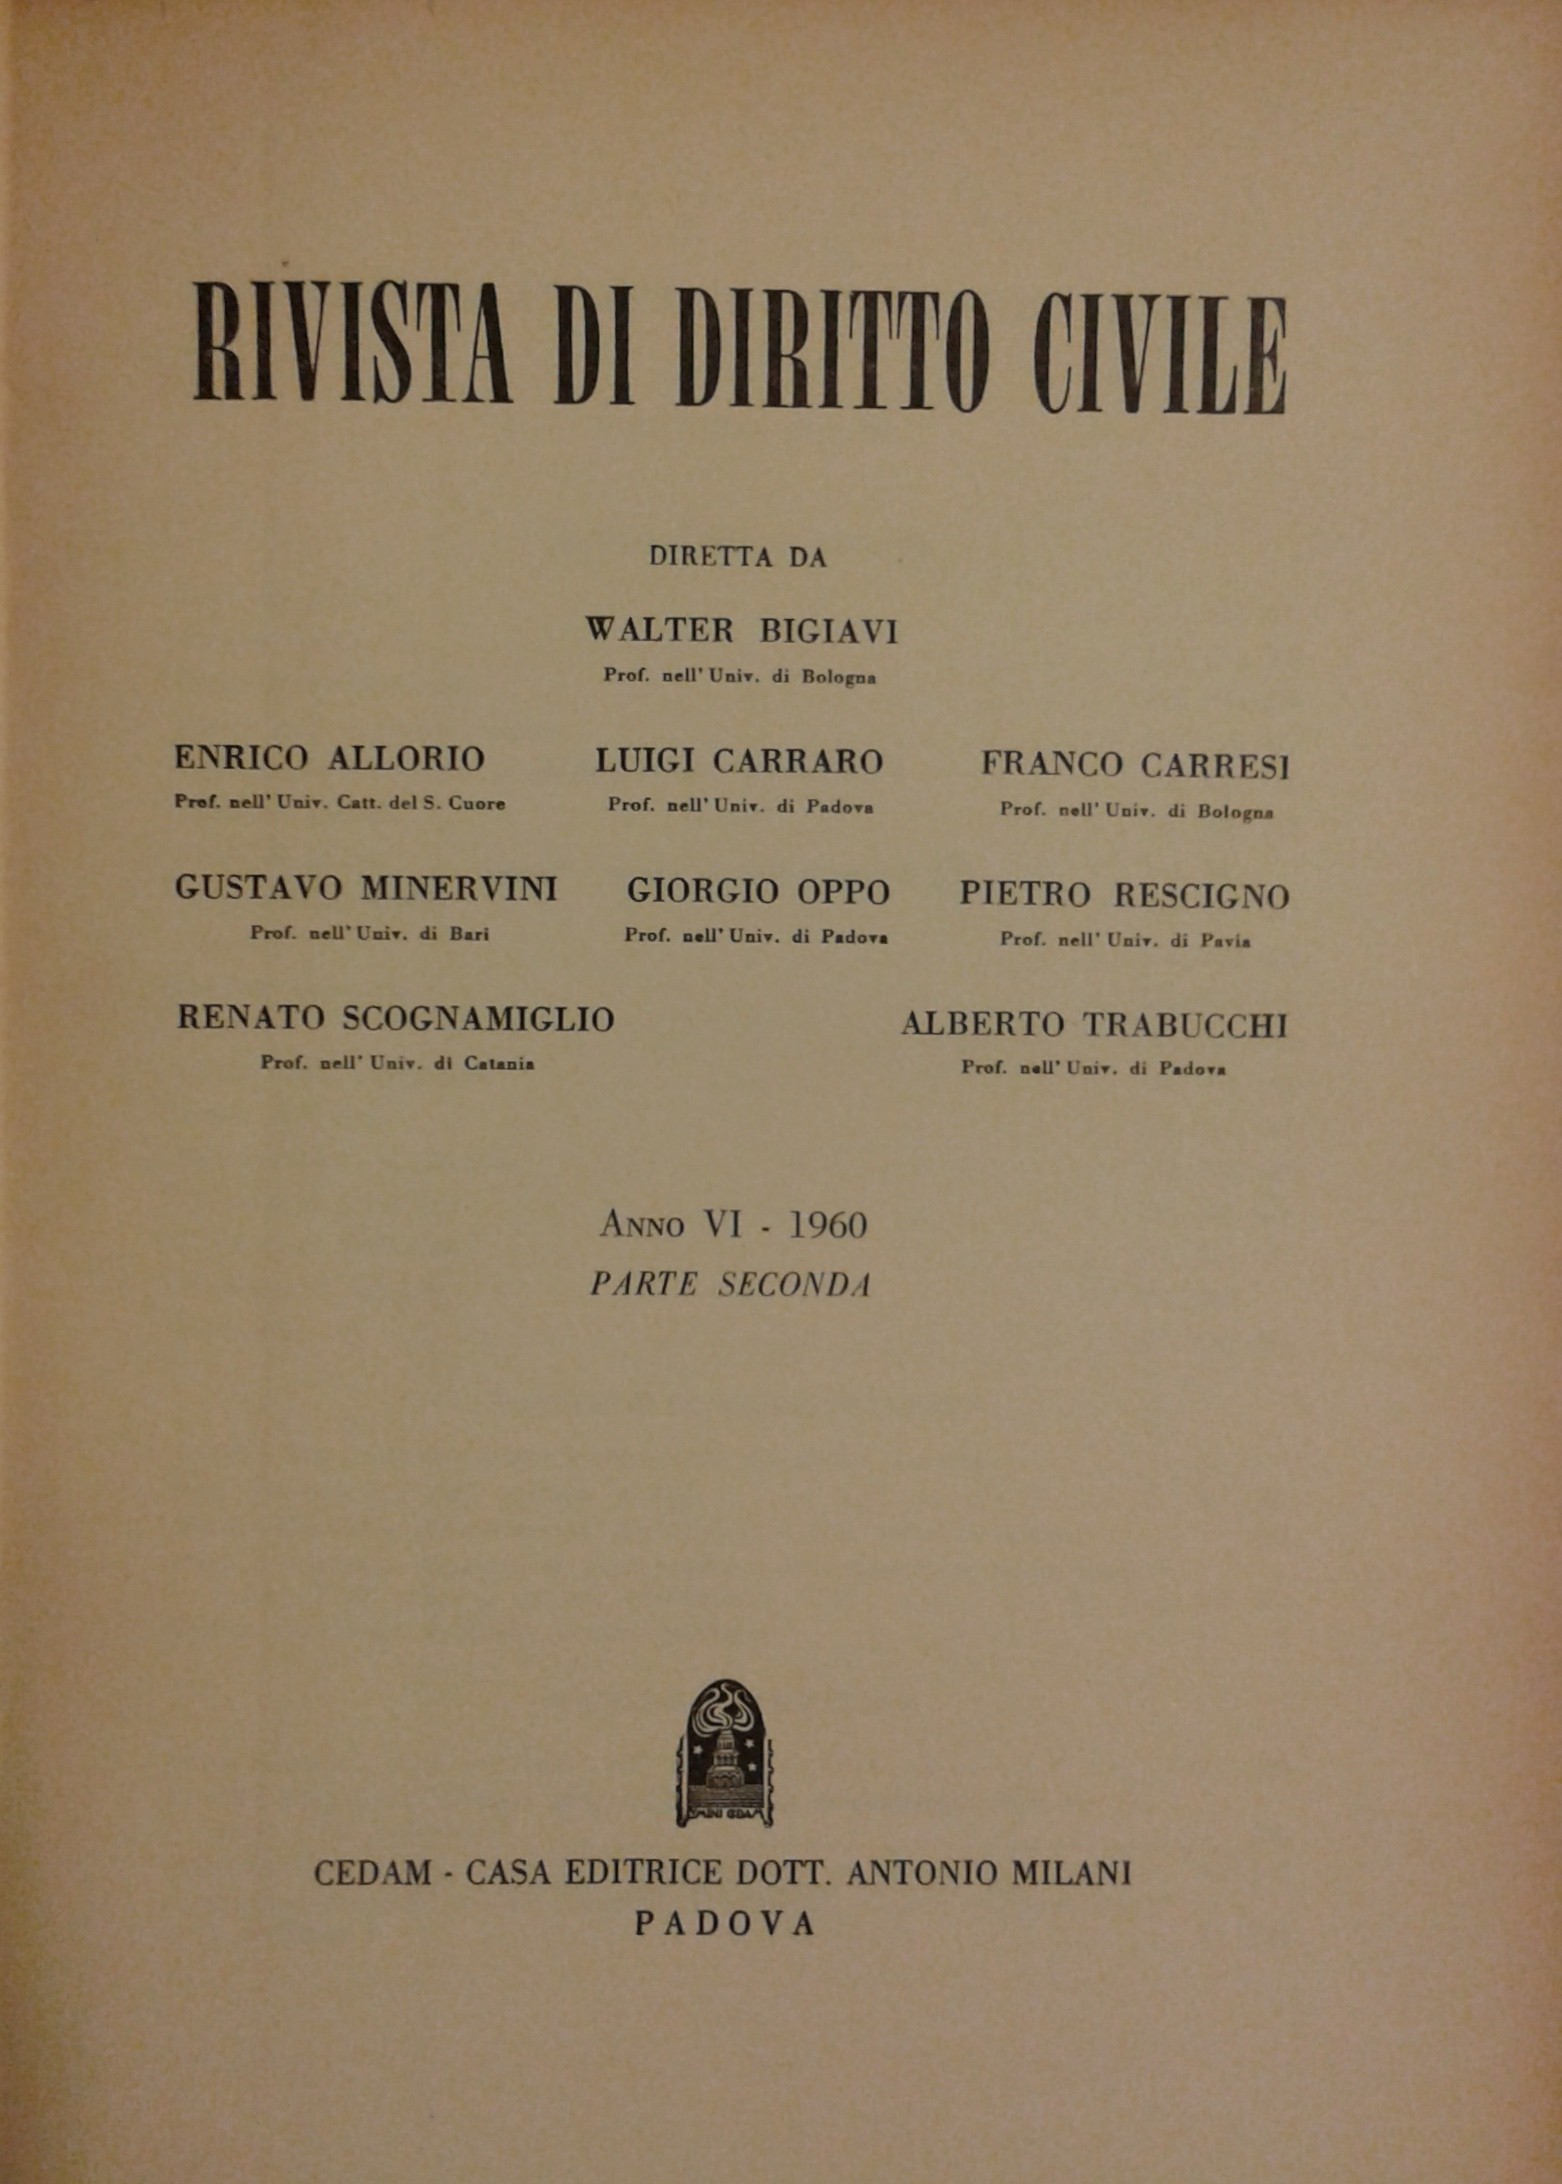 RIVISTA DI DIRITTO CIVILE
DIRETTA DA
WALTER BIGIAVI
Prof. nell' Univ. di Bologna
ENRICO ALLORIO LUIGI CARRARO FRANCO CARRESI
Prof. nell' Univ. Catt. del S. Cuore Prof. nell' Univ. di Padova Prof. nell' Univ. di Bologna
GUSTAVO MINERVINI GIORGIO OPPO PIETRO RESCIGNO
Prof. nell' Univ. di Bari Prof. nell' Univ. di Padova Prof. nell' Univ. di Pavia
RENATO SCOGNAMIGLIO ALBERTO TRABUCCHI
Prof. nell' Univ. di Catania Prof. nell' Univ. di Padova
ANNO VI - 1960
PARTE SECONDA
CEDAM - CASA EDITRICE DOTT. ANTONIO MILANI
PADOVA